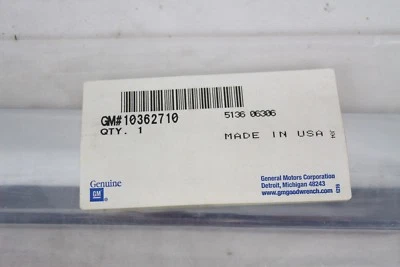 GM#10362710
QTY. 1
5136 06306
MADE IN USA
Genuine
GM
General Motors Corporation
Detroit, Michigan 48243
www.gmgoodwrench.com